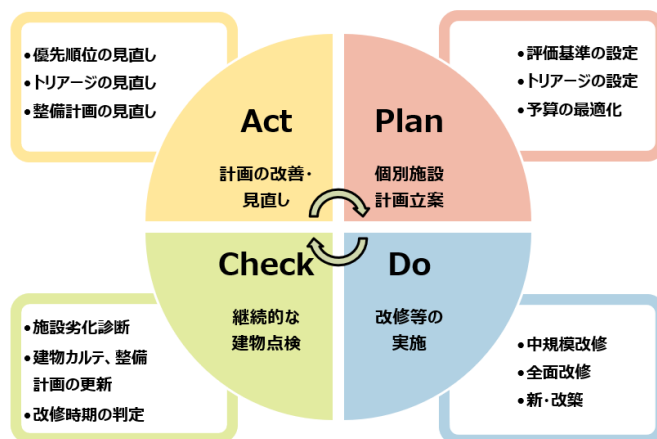 ・優先順位の見直し
・トリアージの見直し
・整備計画の見直し
Act
計画の改善・
見直し
Plan
個別施設
計画立案
・評価基準の設定
・トリアージの設定
・予算の最適化
・施設劣化診断
・建物カルテ、整備
計画の更新
・改修時期の判定
Check
継続的な
建物点検
Do
改修等の
実施
・中規模改修
・全面改修
・新・改築